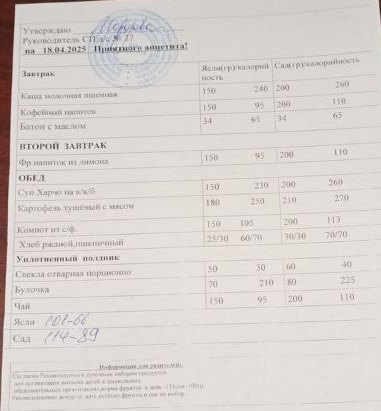 Утверждаю
Руководитель СП д/с № 27
на 18.04.2025 Приятного аппетита!
Завтрак Ясли(гр)/калорийность Сад(гр)/калорийность
Каша молочная пшенная 150 240 200 260
Кофейный напиток 150 95 200 110
Батон с маслом 34 65 34 65
ВТОРОЙ ЗАВТРАК
Фр напиток из лимона 150 95 200 110
ОБЕД
Суп Харчо на к/к/б 150 230 200 260
Картофель тушёный с мясом 180 250 210 270
Компот из с/ф. 150 105 200 113
Хлеб ржаной,пшеничный 25/30 60/70 30/30 70/70
Уплотненный полдник
Свекла отварная порционно 50 30 60 40
Булочка 70 210 80 225
Чай 150 95 200 110
Ясли 101-66
Сад 114-89
Информация для родителей: